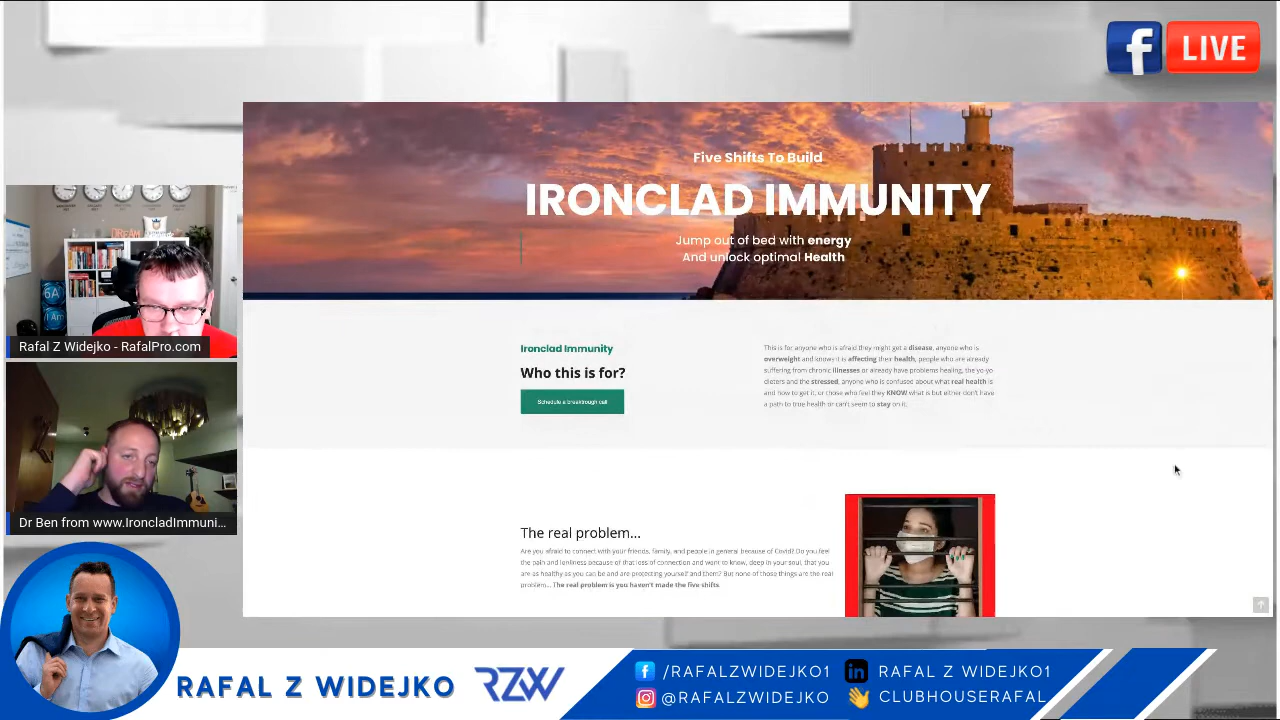 f LIVE
Five Shifts To Build
IRONCLAD IMMUNITY
Jump out of bed with energy
And unlock optimal Health
DREAM
6A
I Am
Rafal Z Widejko - RafalPro.com
Ironclad Immunity
Who this is for?
Schedule a breaktrough call
This is for anyone who is afraid they might get a disease, anyone who is
overweight and knows it is affecting their health, people who are already
suffering from chronic illnesses or already have problems healing, the yo-yo
dieters and the stressed, anyone who is confused about what real health is
and how to get it, or those who feel they KNOW what is but either don't have
a path to true health or can't seem to stay on it.
Dr Ben from www.IroncladImmuni...
The real problem...
Are you afraid to connect with your friends, family, and people in general because of Covid? Do you feel
the pain and lonliness because of that loss of connection and want to know, deep in your soul, that you
are as healthy as you can be and are projecting yourself and them? But none of those things are the real
problem... The real problem is you haven't made the five shifts.
RAFAL Z WIDEJKO
RZW
f /RAFALZWIDEJKO1
in RAFAL Z WIDEJKO1
@RAFALZWIDEJKO
CLUBHOUSERAFAL